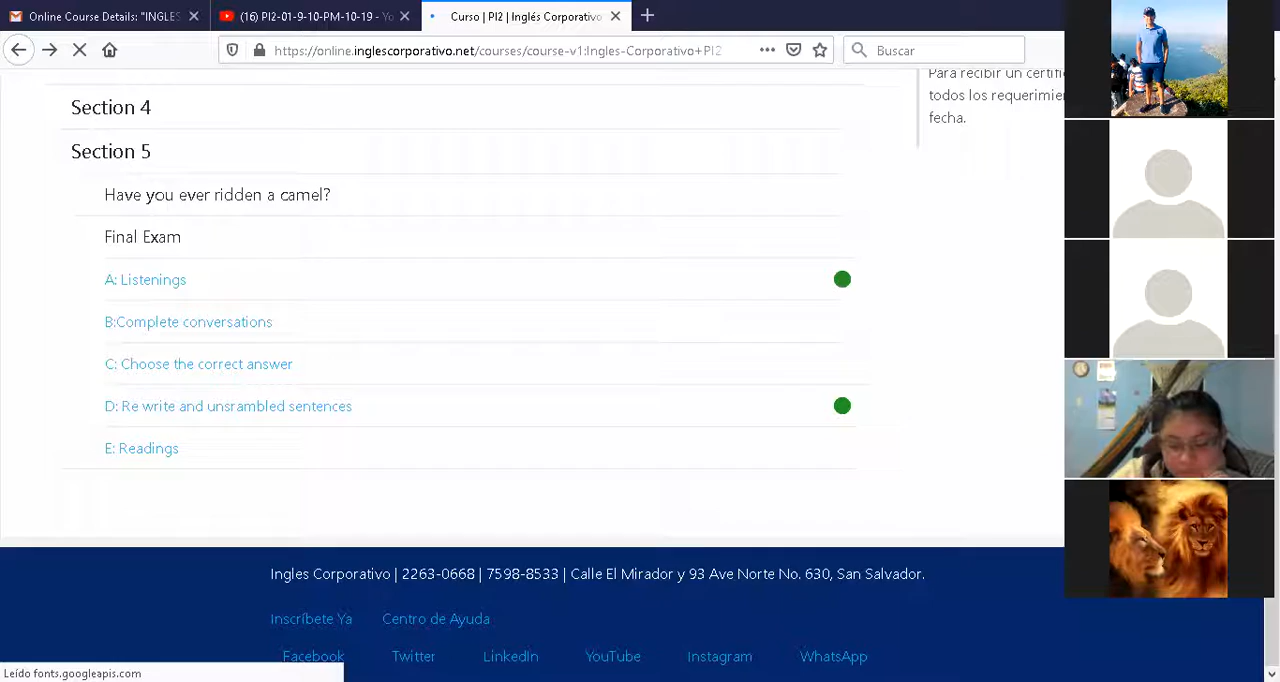 Online Course Details: "INGLES
(16) PI2-01-9-10-PM-10-19 - Yo
Curso | PI2 | Inglés Corporativo
https://online.inglescorporativo.net/courses/course-v1:Ingles-Corporativo+PI2
Buscar
Section 4
Section 5
Have you ever ridden a camel?
Final Exam
A: Listenings
B:Complete conversations
C: Choose the correct answer
D: Re write and unsrambled sentences
E: Readings
Para recibir un certifi
todos los requerimien
fecha.
Ingles Corporativo | 2263-0668 | 7598-8533 | Calle El Mirador y 93 Ave Norte No. 630, San Salvador.
Inscríbete Ya Centro de Ayuda
Facebook Twitter LinkedIn YouTube Instagram WhatsApp
Leído fonts.googleapis.com